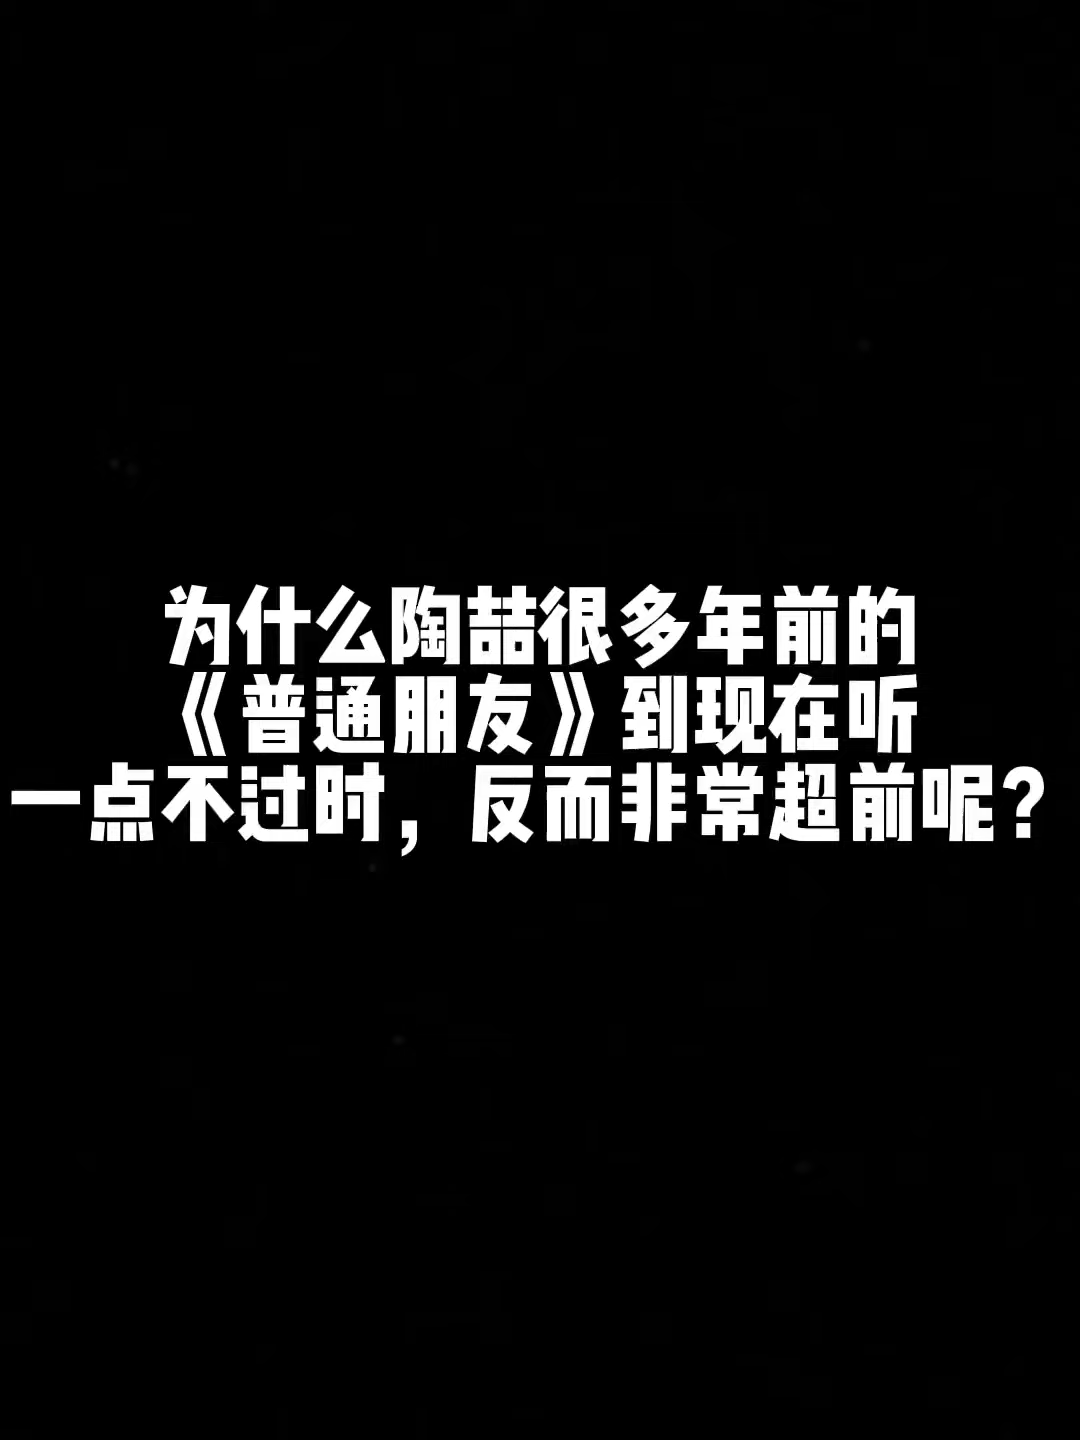 为什么陶喆很多年前的
《普通朋友》到现在听
一点不过时，反而非常超前呢？